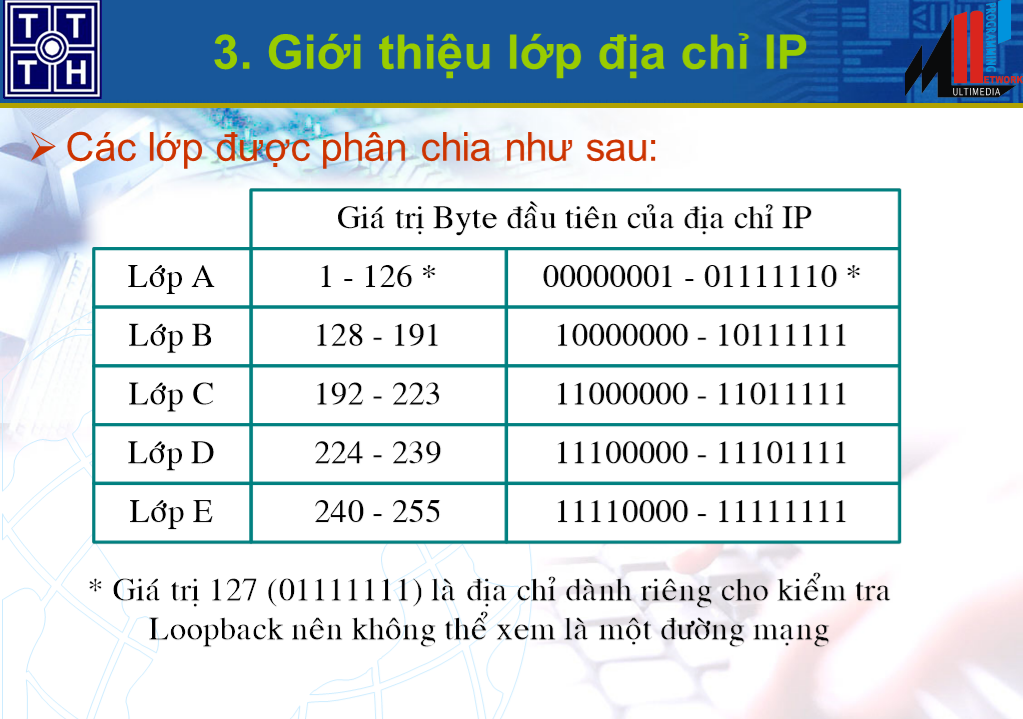 T T
T H
3. Giới thiệu lớp địa chỉ IP
MULTIMEDIA
PROGRAMMING
NETWORK
Các lớp được phân chia như sau:
Giá trị Byte đầu tiên của địa chỉ IP
Lớp A 1 - 126 * 00000001 - 01111110 *
Lớp B 128 - 191 10000000 - 10111111
Lớp C 192 - 223 11000000 - 11011111
Lớp D 224 - 239 11100000 - 11101111
Lớp E 240 - 255 11110000 - 11111111
* Giá trị 127 (01111111) là địa chỉ dành riêng cho kiểm tra
Loopback nên không thể xem là một đường mạng